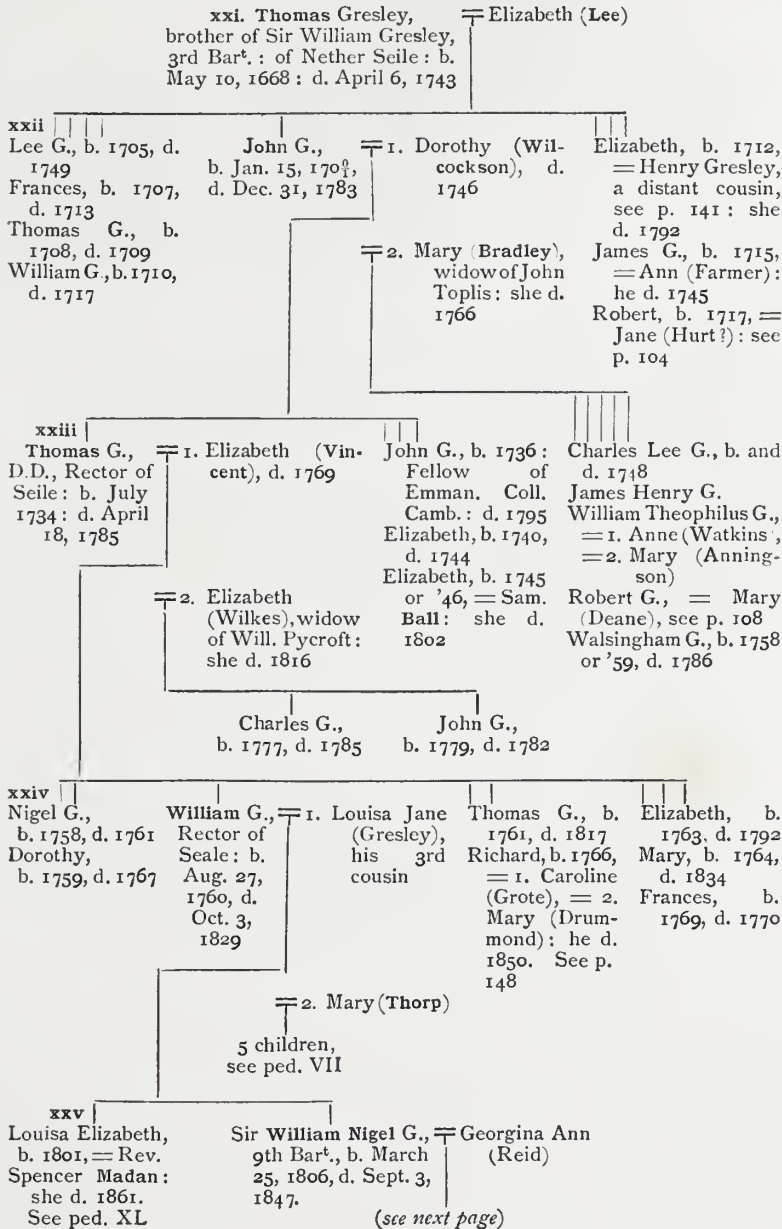 xxi. Thomas Gresley, = Elizabeth (Lee)
brother of Sir William Gresley,
3rd Barᵗ. : of Nether Seile : b.
May 10, 1668 : d. April 6, 1743
xxii
Lee G., b. 1705, d.
1749
Frances, b. 1707,
d. 1713
Thomas G., b.
1708, d. 1709
William G., b. 1710,
d. 1717
John G.,
b. Jan. 15, 170⁰⁄₁,
d. Dec. 31, 1783
= 1. Dorothy (Wil-
cockson), d.
1746
= 2. Mary (Bradley),
widow of John
Toplis : she d.
1766
Elizabeth, b. 1712,
= Henry Gresley,
a distant cousin,
see p. 141 : she
d. 1792
James G., b. 1715,
= Ann (Farmer) :
he d. 1745
Robert, b. 1717, =
Jane (Hurt ?) : see
p. 104
xxiii
Thomas G.,
D.D., Rector of
Seile : b. July
1734 : d. April
18, 1785
= 1. Elizabeth (Vin-
cent), d. 1769
= 2. Elizabeth
(Wilkes), widow
of Will. Pycroft :
she d. 1816
John G., b. 1736 :
Fellow of
Emman. Coll.
Camb. : d. 1795
Elizabeth, b. 1740,
d. 1744
Elizabeth, b. 1745
or '46, = Sam.
Ball : she d.
1802
Charles Lee G., b. and
d. 1748
James Henry G.
William Theophilus G.,
= 1. Anne (Watkins ,
= 2. Mary (Anning-
son)
Robert G., = Mary
(Deane), see p. 108
Walsingham G., b. 1758
or '59, d. 1786
Charles G.,
b. 1777, d. 1785
John G.,
b. 1779, d. 1782
xxiv
Nigel G.,
b. 1758, d. 1761
Dorothy,
b. 1759, d. 1767
William G.,
Rector of
Seale : b.
Aug. 27,
1760, d.
Oct. 3,
1829
= 1. Louisa Jane
(Gresley),
his 3rd
cousin
Thomas G., b.
1761, d. 1817
Richard, b. 1766,
= 1. Caroline
(Grote), = 2.
Mary (Drum-
mond) : he d.
1850. See p.
148
Elizabeth, b.
1763, d. 1792
Mary, b. 1764,
d. 1834
Frances, b.
1769, d. 1770
= 2. Mary (Thorp)
5 children,
see ped. VII
xxv
Louisa Elizabeth,
b. 1801, = Rev.
Spencer Madan :
she d. 1861.
See ped. XL
Sir William Nigel G.,
9th Barᵗ., b. March
25, 1806, d. Sept. 3,
1847.
= Georgina Ann
(Reid)
(see next page)